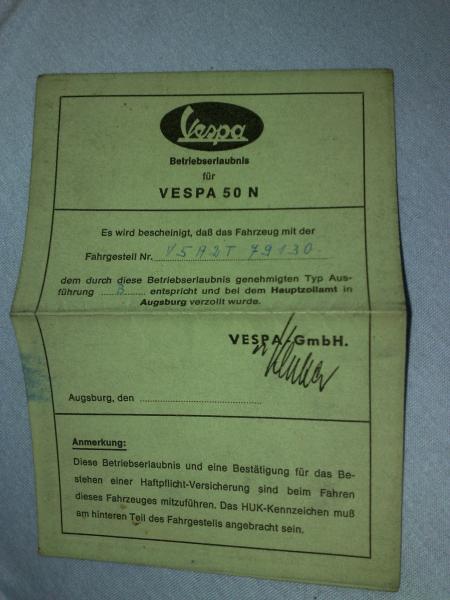 Vespa
Betriebserlaubnis
für
VESPA 50 N
Es wird bescheinigt, daß das Fahrzeug mit der
Fahrgestell Nr. V5A2T 79130
dem durch diese Betriebserlaubnis genehmigten Typ Aus-
führung B entspricht und bei dem Hauptzollamt in
Augsburg verzollt wurde.
VESPA-GmbH.
Augsburg, den
Anmerkung:
Diese Betriebserlaubnis und eine Bestätigung für das Be-
stehen einer Haftpflicht-Versicherung sind beim Fahren
dieses Fahrzeuges mitzuführen. Das HUK-Kennzeichen muß
am hinteren Teil des Fahrgestells angebracht sein.